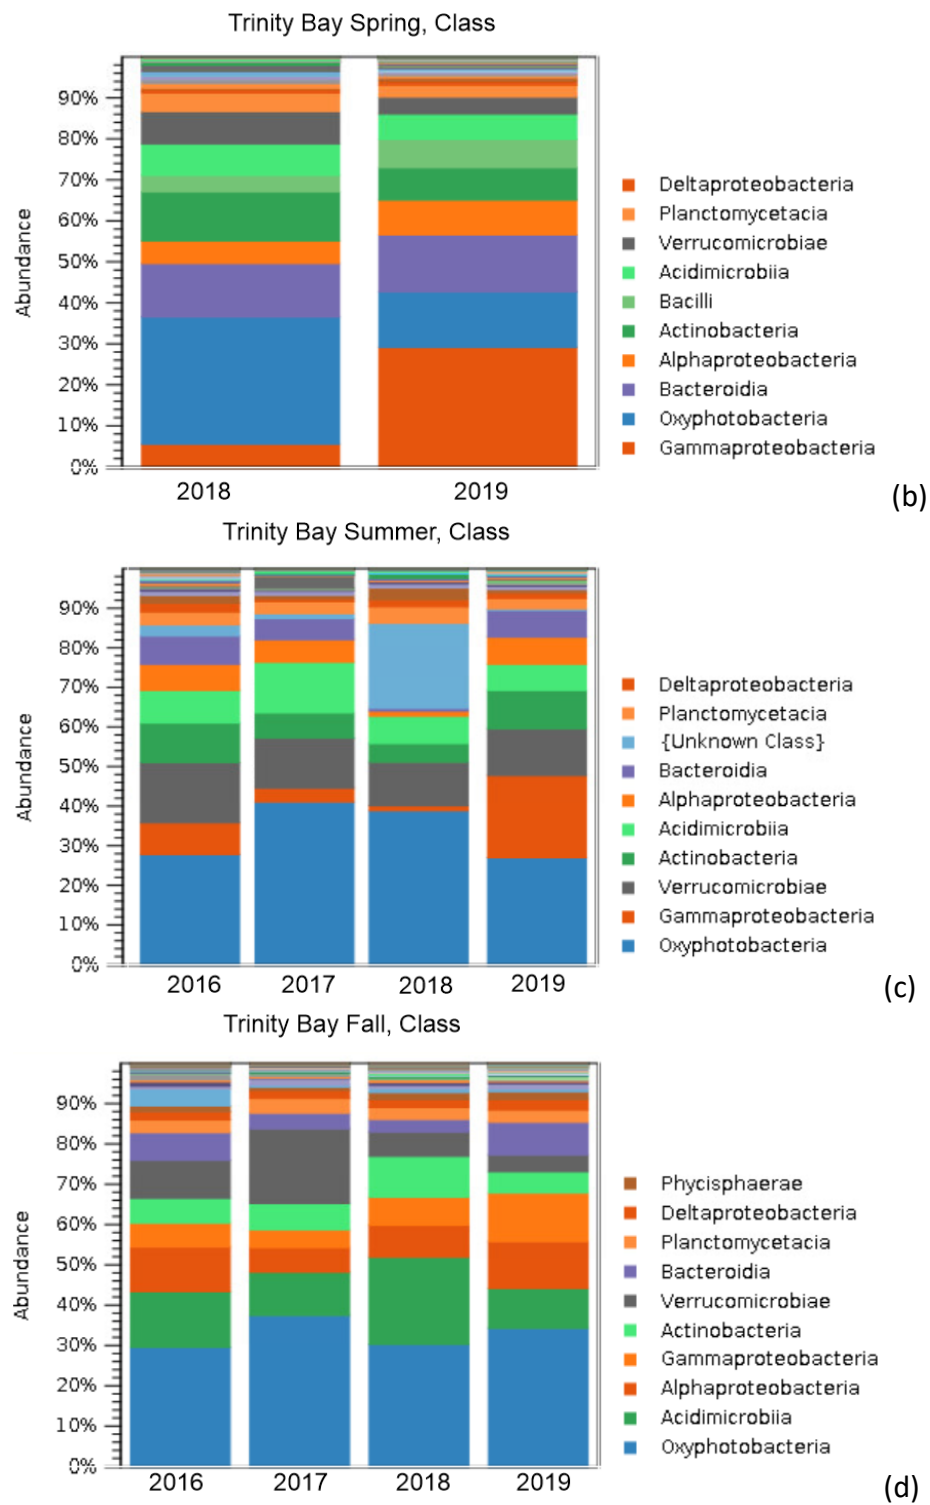 Trinity Bay Spring, Class
90%
80%
70%
60%
50%
40%
30%
20%
10%
0%
Abundance
2018 2019
Deltaproteobacteria
Planctomycetacia
Verrucomicrobiae
Acidimicrobiia
Bacilli
Actinobacteria
Alphaproteobacteria
Bacteroidia
Oxyphotobacteria
Gammaproteobacteria
(b)
Trinity Bay Summer, Class
90%
80%
70%
60%
50%
40%
30%
20%
10%
0%
Abundance
2016 2017 2018 2019
Deltaproteobacteria
Planctomycetacia
{Unknown Class}
Bacteroidia
Alphaproteobacteria
Acidimicrobiia
Actinobacteria
Verrucomicrobiae
Gammaproteobacteria
Oxyphotobacteria
(c)
Trinity Bay Fall, Class
90%
80%
70%
60%
50%
40%
30%
20%
10%
0%
Abundance
2016 2017 2018 2019
Phycisphaerae
Deltaproteobacteria
Planctomycetacia
Bacteroidia
Verrucomicrobiae
Actinobacteria
Gammaproteobacteria
Alphaproteobacteria
Acidimicrobiia
Oxyphotobacteria
(d)